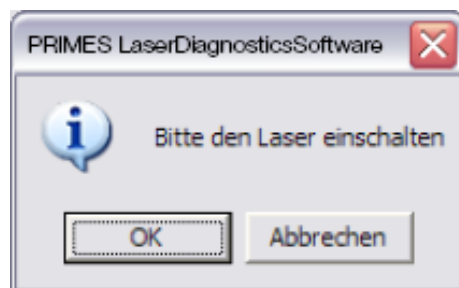 PRIMES LaserDiagnosticsSoftware
Bitte den Laser einschalten
OK
Abbrechen